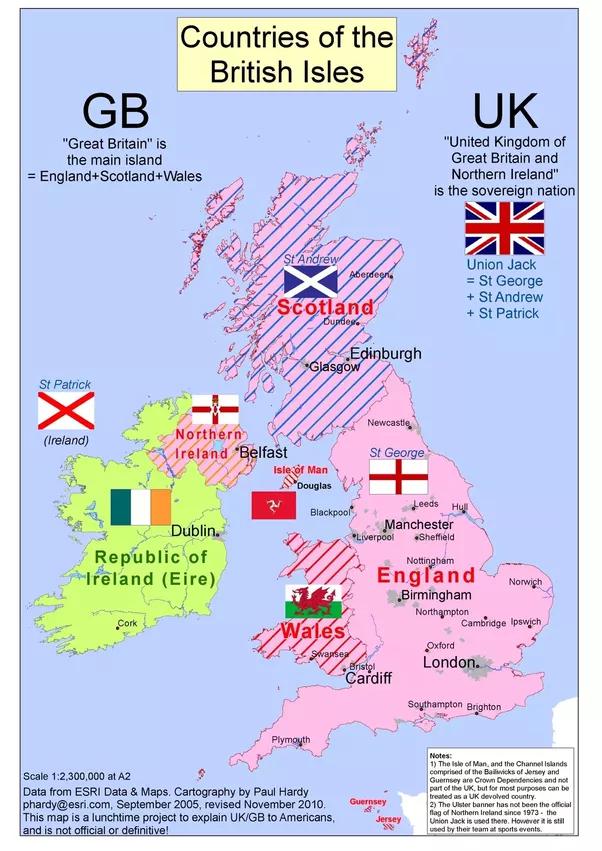 Countries of the
British Isles
GB
"Great Britain" is
the main island
= England+Scotland+Wales
UK
"United Kingdom of
Great Britain and
Northern Ireland"
is the sovereign nation
Union Jack
= St George
+ St Andrew
+ St Patrick
St Andrew
Aberdeen
Scotland
Dundee
Edinburgh
Glasgow
St Patrick
(Ireland)
Northern
Ireland
Belfast
Newcastle
St George
Isle of Man
Douglas
Blackpool
Leeds
Hull
Manchester
Liverpool
Sheffield
Dublin
Republic of
Ireland (Eire)
Cork
Nottingham
England
Norwich
Birmingham
Northampton
Cambridge
Ipswich
Wales
Swansea
Oxford
London
Bristol
Cardiff
Southampton
Brighton
Plymouth
Guernsey
Jersey
Scale 1:2,300,000 at A2
Data from ESRI Data & Maps. Cartography by Paul Hardy
phardy@esri.com, September 2005, revised November 2010.
This map is a lunchtime project to explain UK/GB to Americans,
and is not official or definitive!
Notes:
1) The Isle of Man, and the Channel Islands
comprised of the Bailiwicks of Jersey and
Guernsey are Crown Dependencies and not
part of the UK, but for most purposes can be
treated as a UK devolved country.
2) The Ulster banner has not been the official
flag of Northern Ireland since 1973 - the
Union Jack is used there. However it is still
used by their team at sports events.